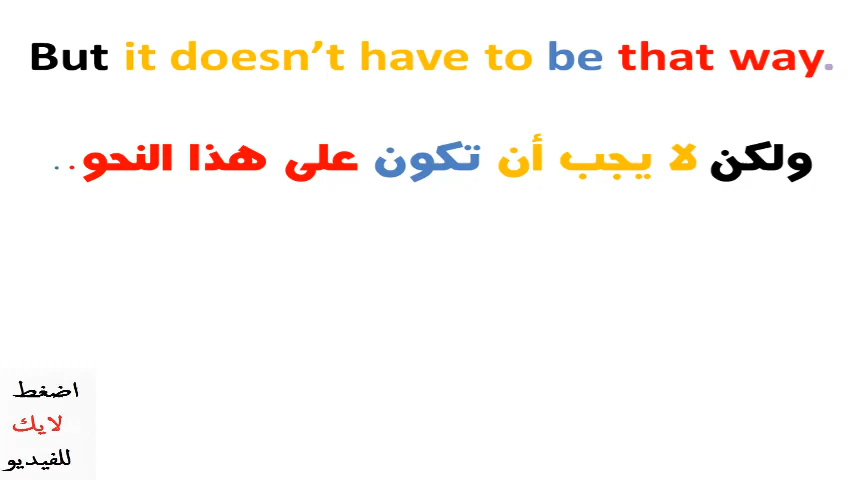 But it doesn’t have to be that way.
ولكن لا يجب أن تكون على هذا النحو..
اضغط
لايك
للفيديو